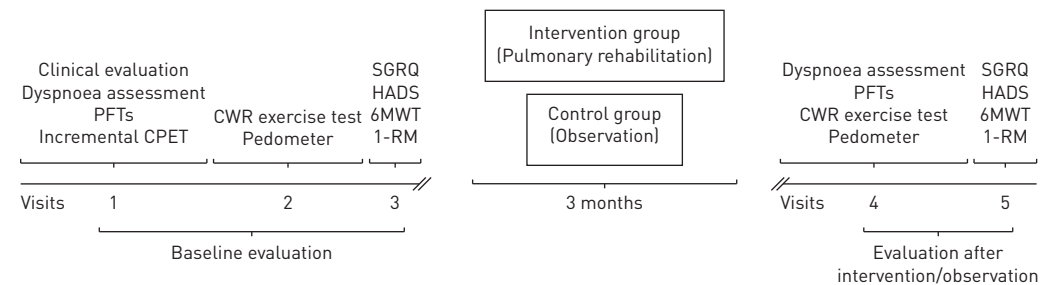 Clinical evaluation
Dyspnoea assessment
PFTs
Incremental CPET
CWR exercise test
Pedometer
SGRQ
HADS
6MWT
1-RM
Intervention group
(Pulmonary rehabilitation)
Control group
(Observation)
Dyspnoea assessment
PFTs
CWR exercise test
Pedometer
SGRQ
HADS
6MWT
1-RM
Visits 1 2 3
3 months
Visits 4 5
Baseline evaluation
Evaluation after
intervention/observation